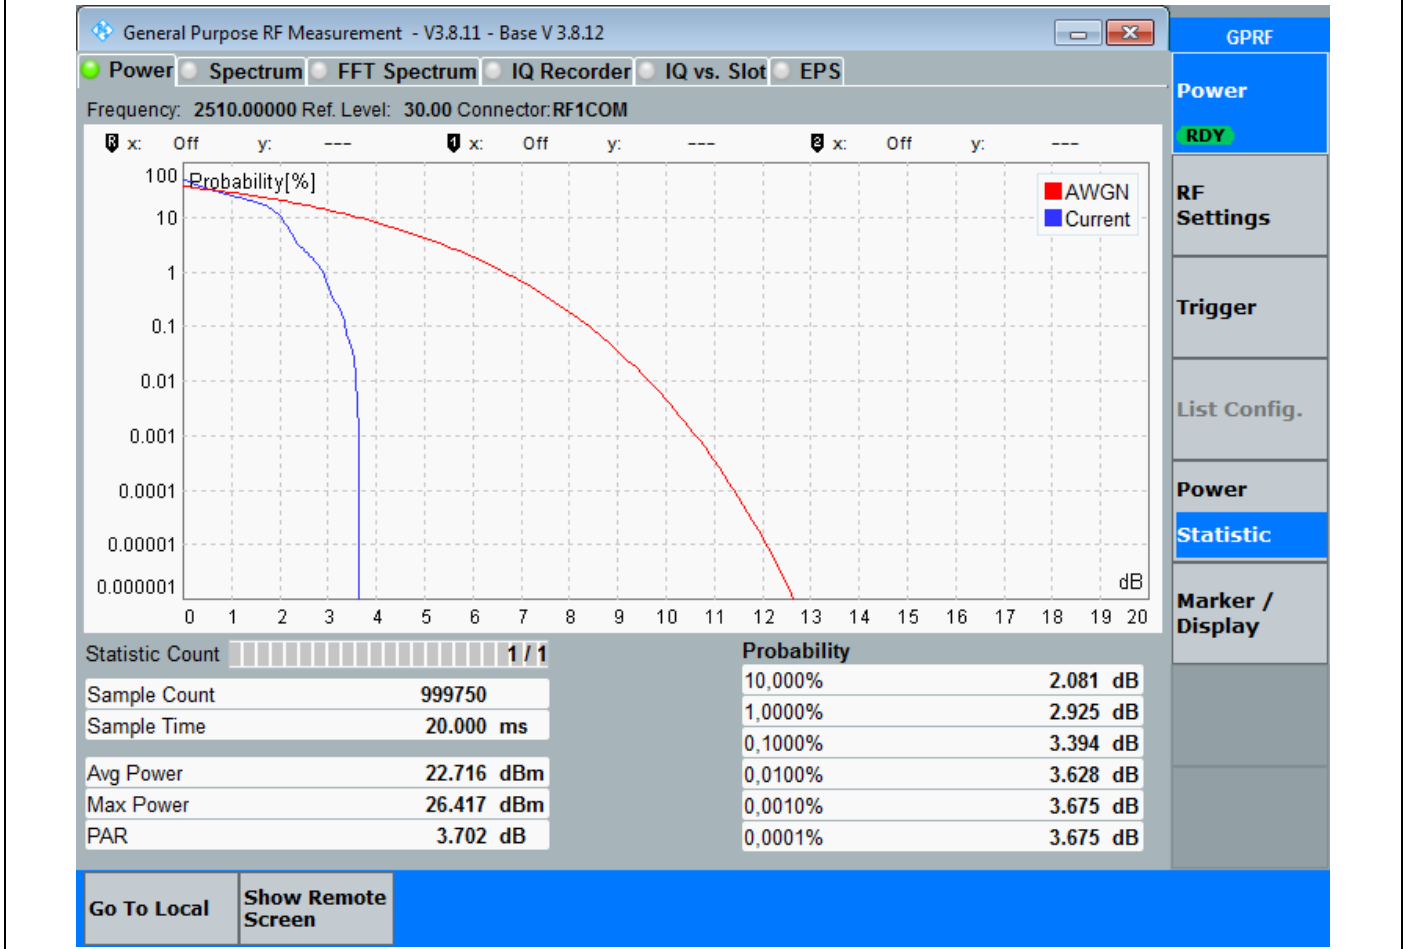 General Purpose RF Measurement - V3.8.11 - Base V 3.8.12
GPRF
Power Spectrum FFT Spectrum IQ Recorder IQ vs. Slot EPS
Frequency: 2510.00000 Ref. Level: 30.00 Connector:RF1COM
R x: Off y: --- 1 x: Off y: --- 2 x: Off y: ---
Probability[%]
AWGN
Current
100
10
1
0.1
0.01
0.001
0.0001
0.00001
0.000001
dB
0 1 2 3 4 5 6 7 8 9 10 11 12 13 14 15 16 17 18 19 20
Statistic Count 1 / 1
Sample Count 999750
Sample Time 20.000 ms
Avg Power 22.716 dBm
Max Power 26.417 dBm
PAR 3.702 dB
Probability
10,000% 2.081 dB
1,0000% 2.925 dB
0,1000% 3.394 dB
0,0100% 3.628 dB
0,0010% 3.675 dB
0,0001% 3.675 dB
Power
RDY
RF
Settings
Trigger
List Config.
Power
Statistic
Marker /
Display
Go To Local
Show Remote
Screen